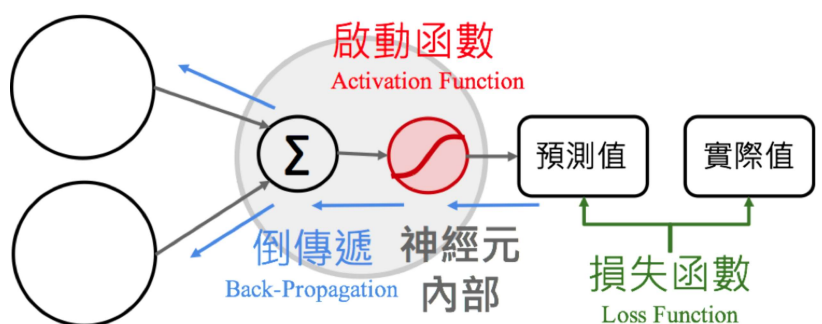 啟動函數
Activation Function
Σ
預測值
實際值
倒傳遞
Back-Propagation
神經元
內部
損失函數
Loss Function